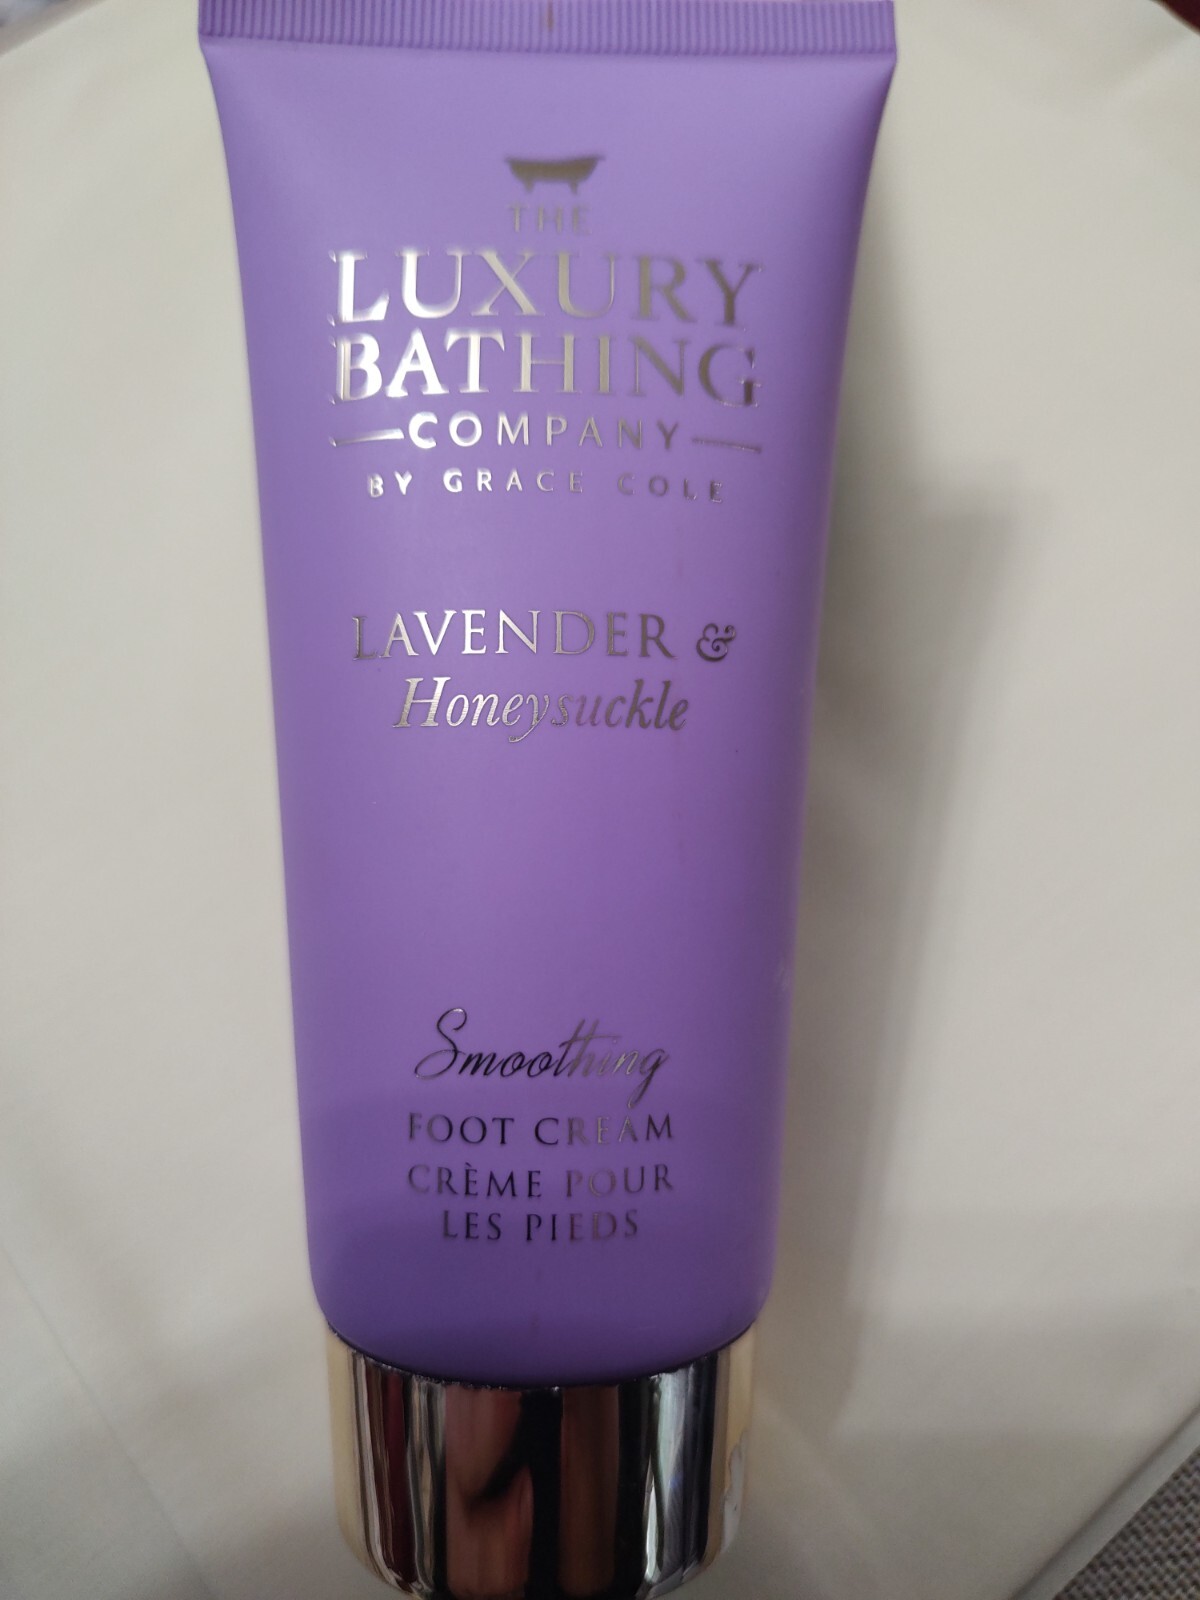 THE
LUXURY
BATHING
COMPANY
BY GRACE COLE
LAVENDER &
Honeysuckle
Smoothing
FOOT CREAM
CRÈME POUR
LES PIEDS